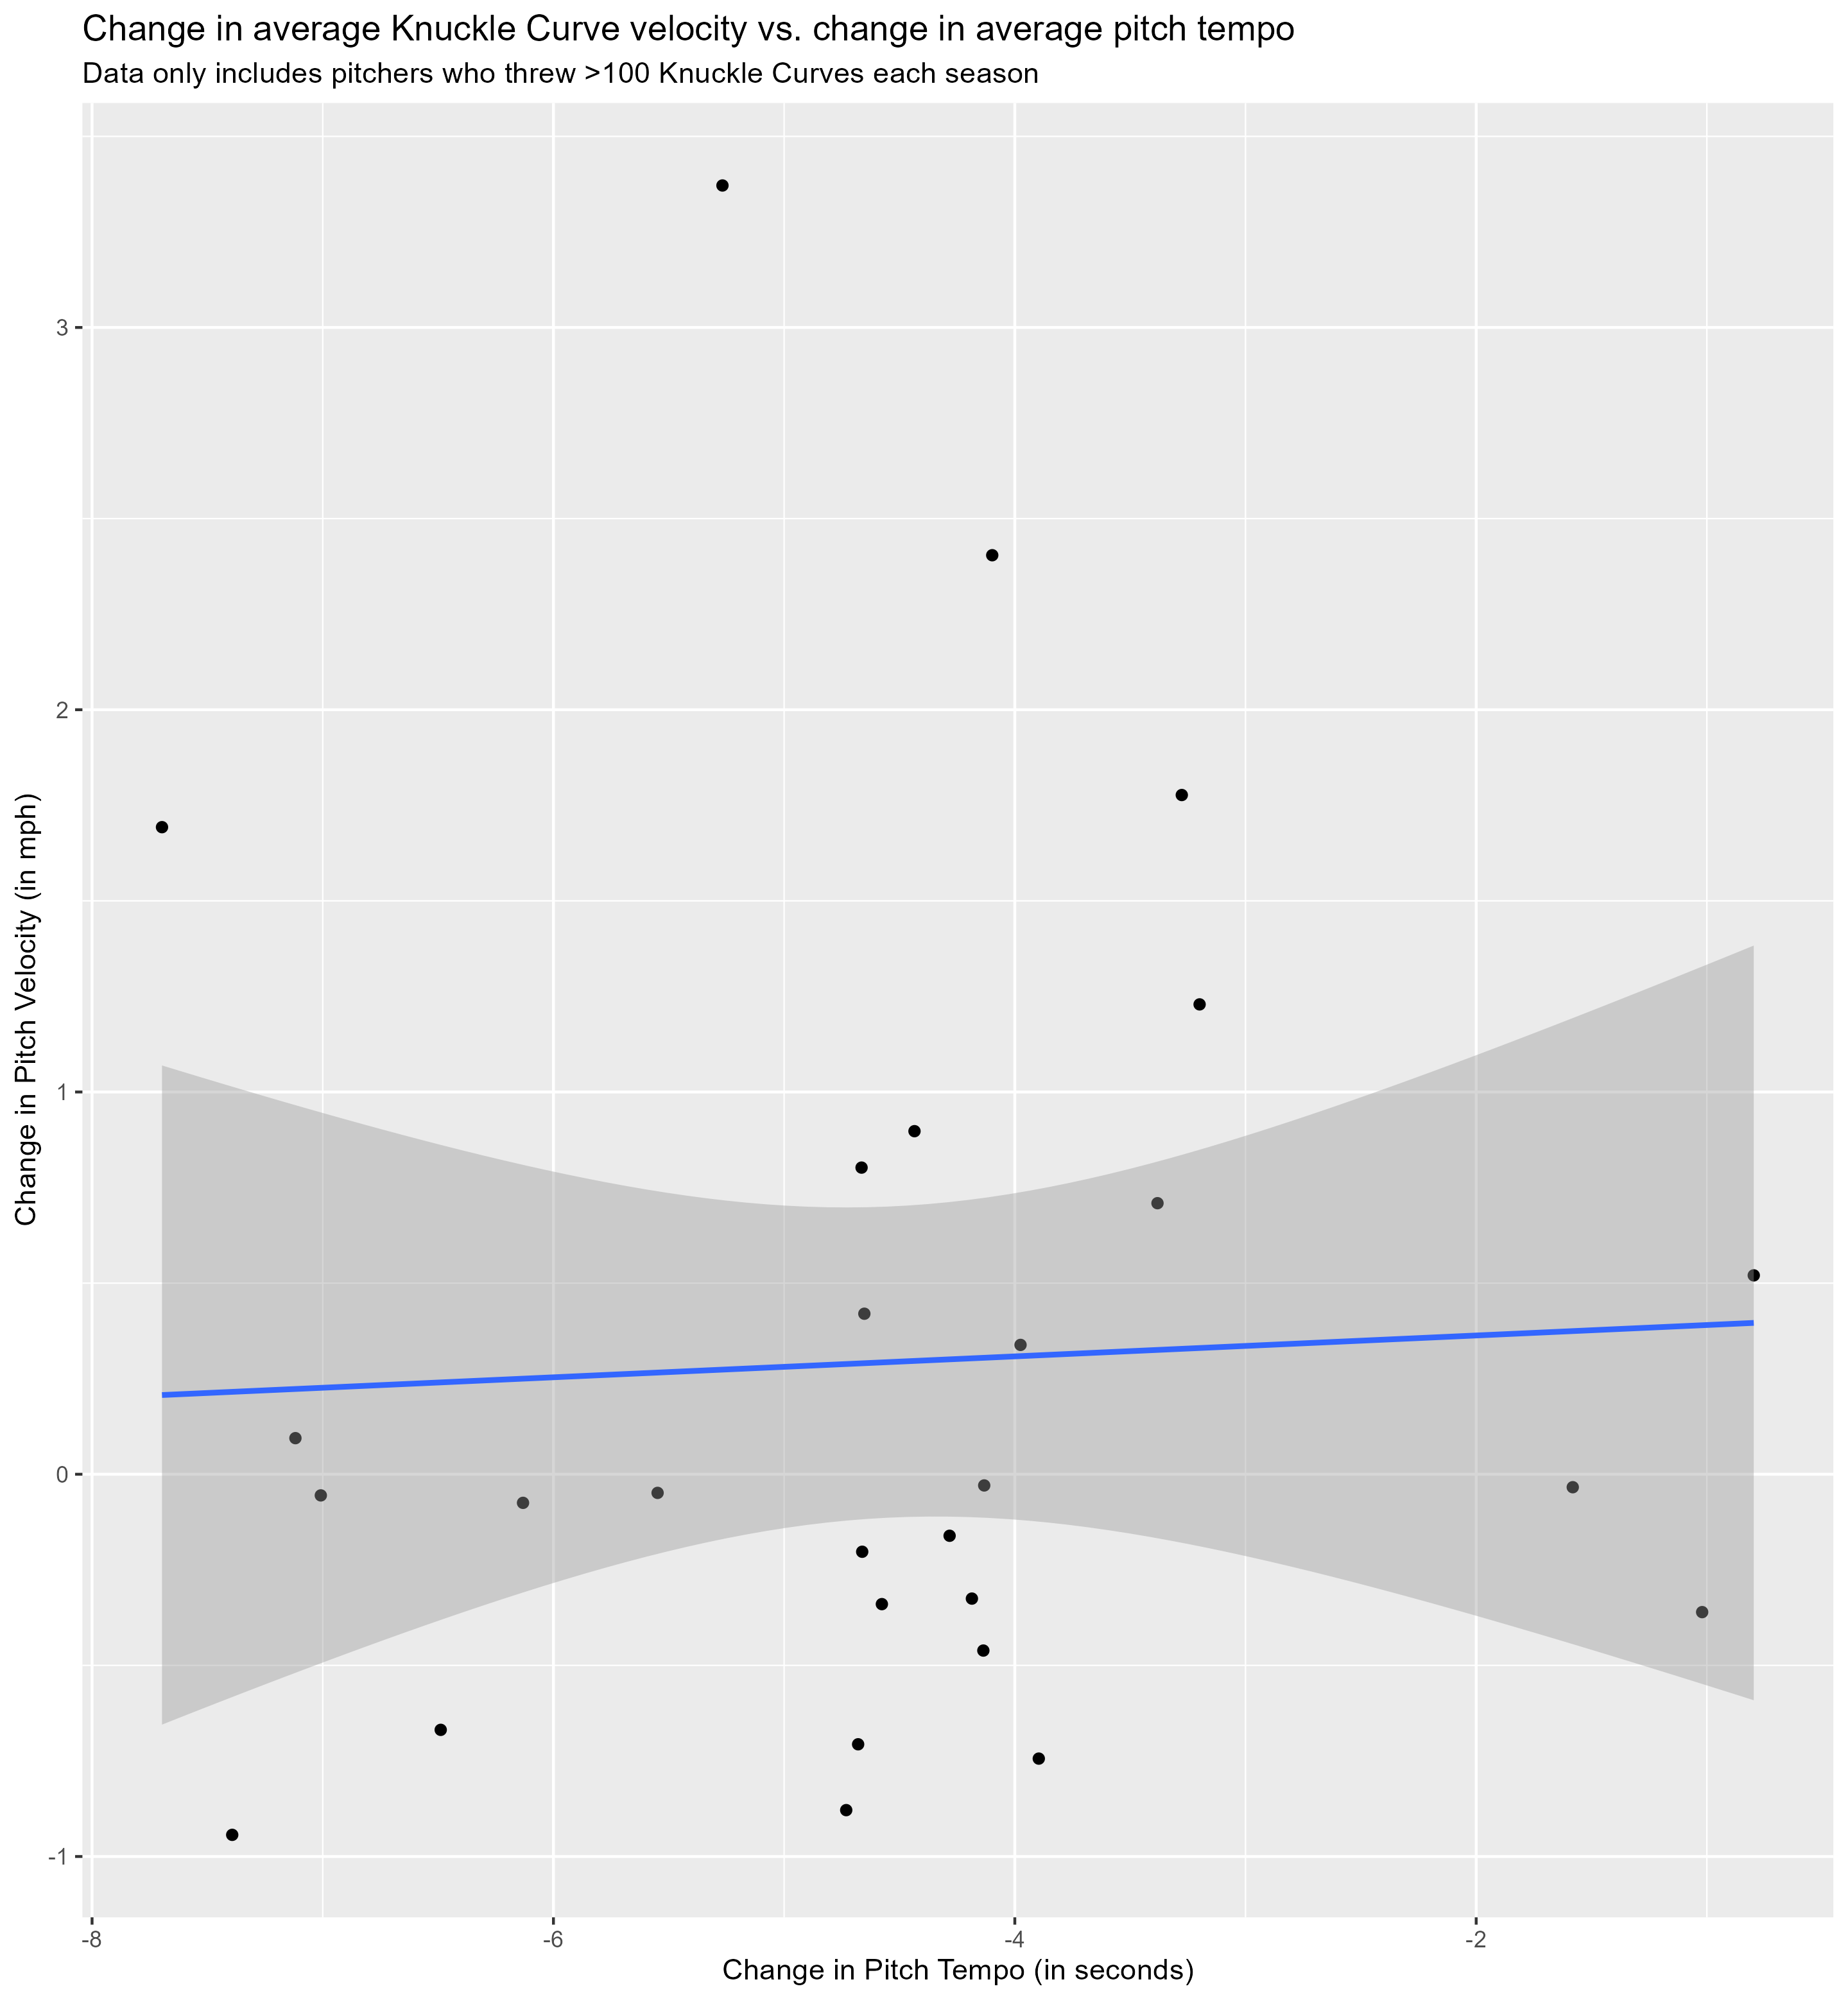 Change in average Knuckle Curve velocity vs. change in average pitch tempo
Data only includes pitchers who threw >100 Knuckle Curves each season
Change in Pitch Velocity (in mph)
3
2
1
0
-1
-8
-6
-4
-2
Change in Pitch Tempo (in seconds)